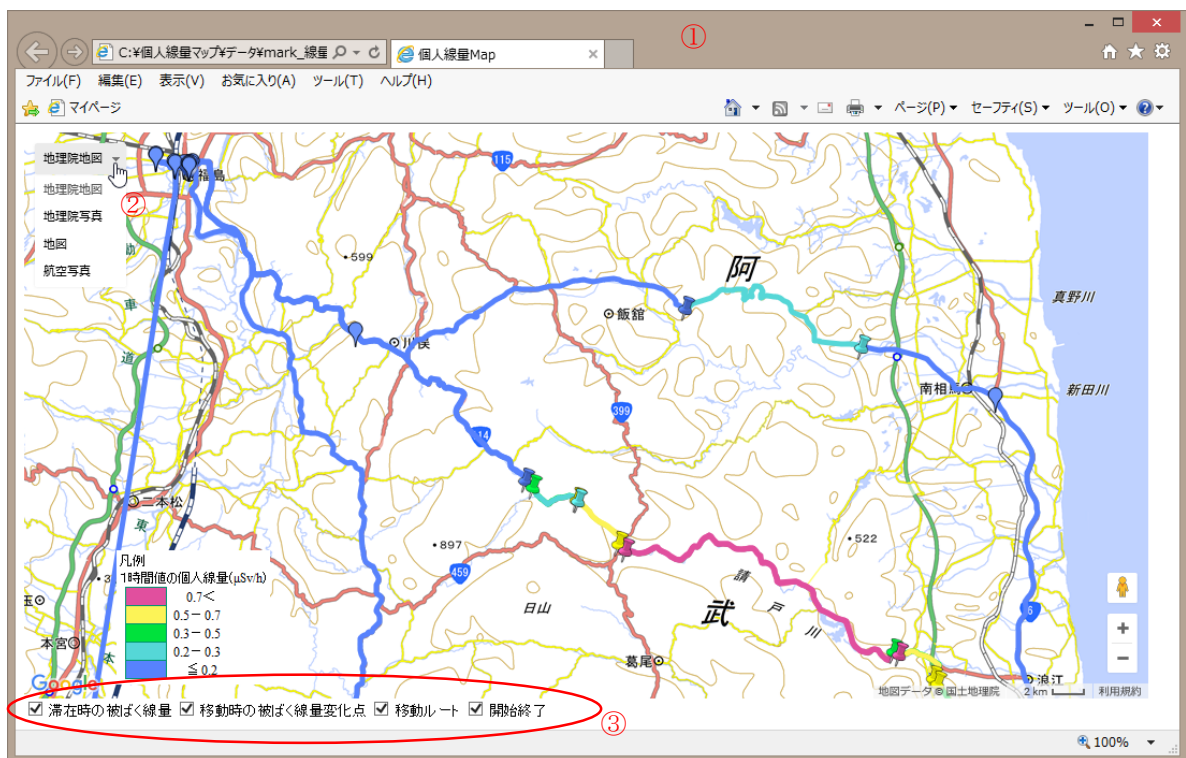 ①
C:¥個人線量マップ¥データ¥mark_線量
個人線量Map
ファイル(F) 編集(E) 表示(V) お気に入り(A) ツール(T) ヘルプ(H)
マイページ
ページ(P) セーフティ(S) ツール(O)
地理院地図
地理院地図
②
地理院写真
地図
航空写真
福島
115
・599
阿
真野川
飯舘
川俣
南相馬
新田川
399
114
動
車
道
二本松
東
・897
・522
459
請
戸
川
日山
武
6
葛尾
本宮
本
浪江
凡例
1時間値の個人線量(μSv/h)
0.7<
0.5-0.7
0.3-0.5
0.2-0.3
≦0.2
Google
地図データ © 国土地理院 2 km 利用規約
滞在時の被ばく線量 移動時の被ばく線量変化点 移動ルート 開始終了
③
100%